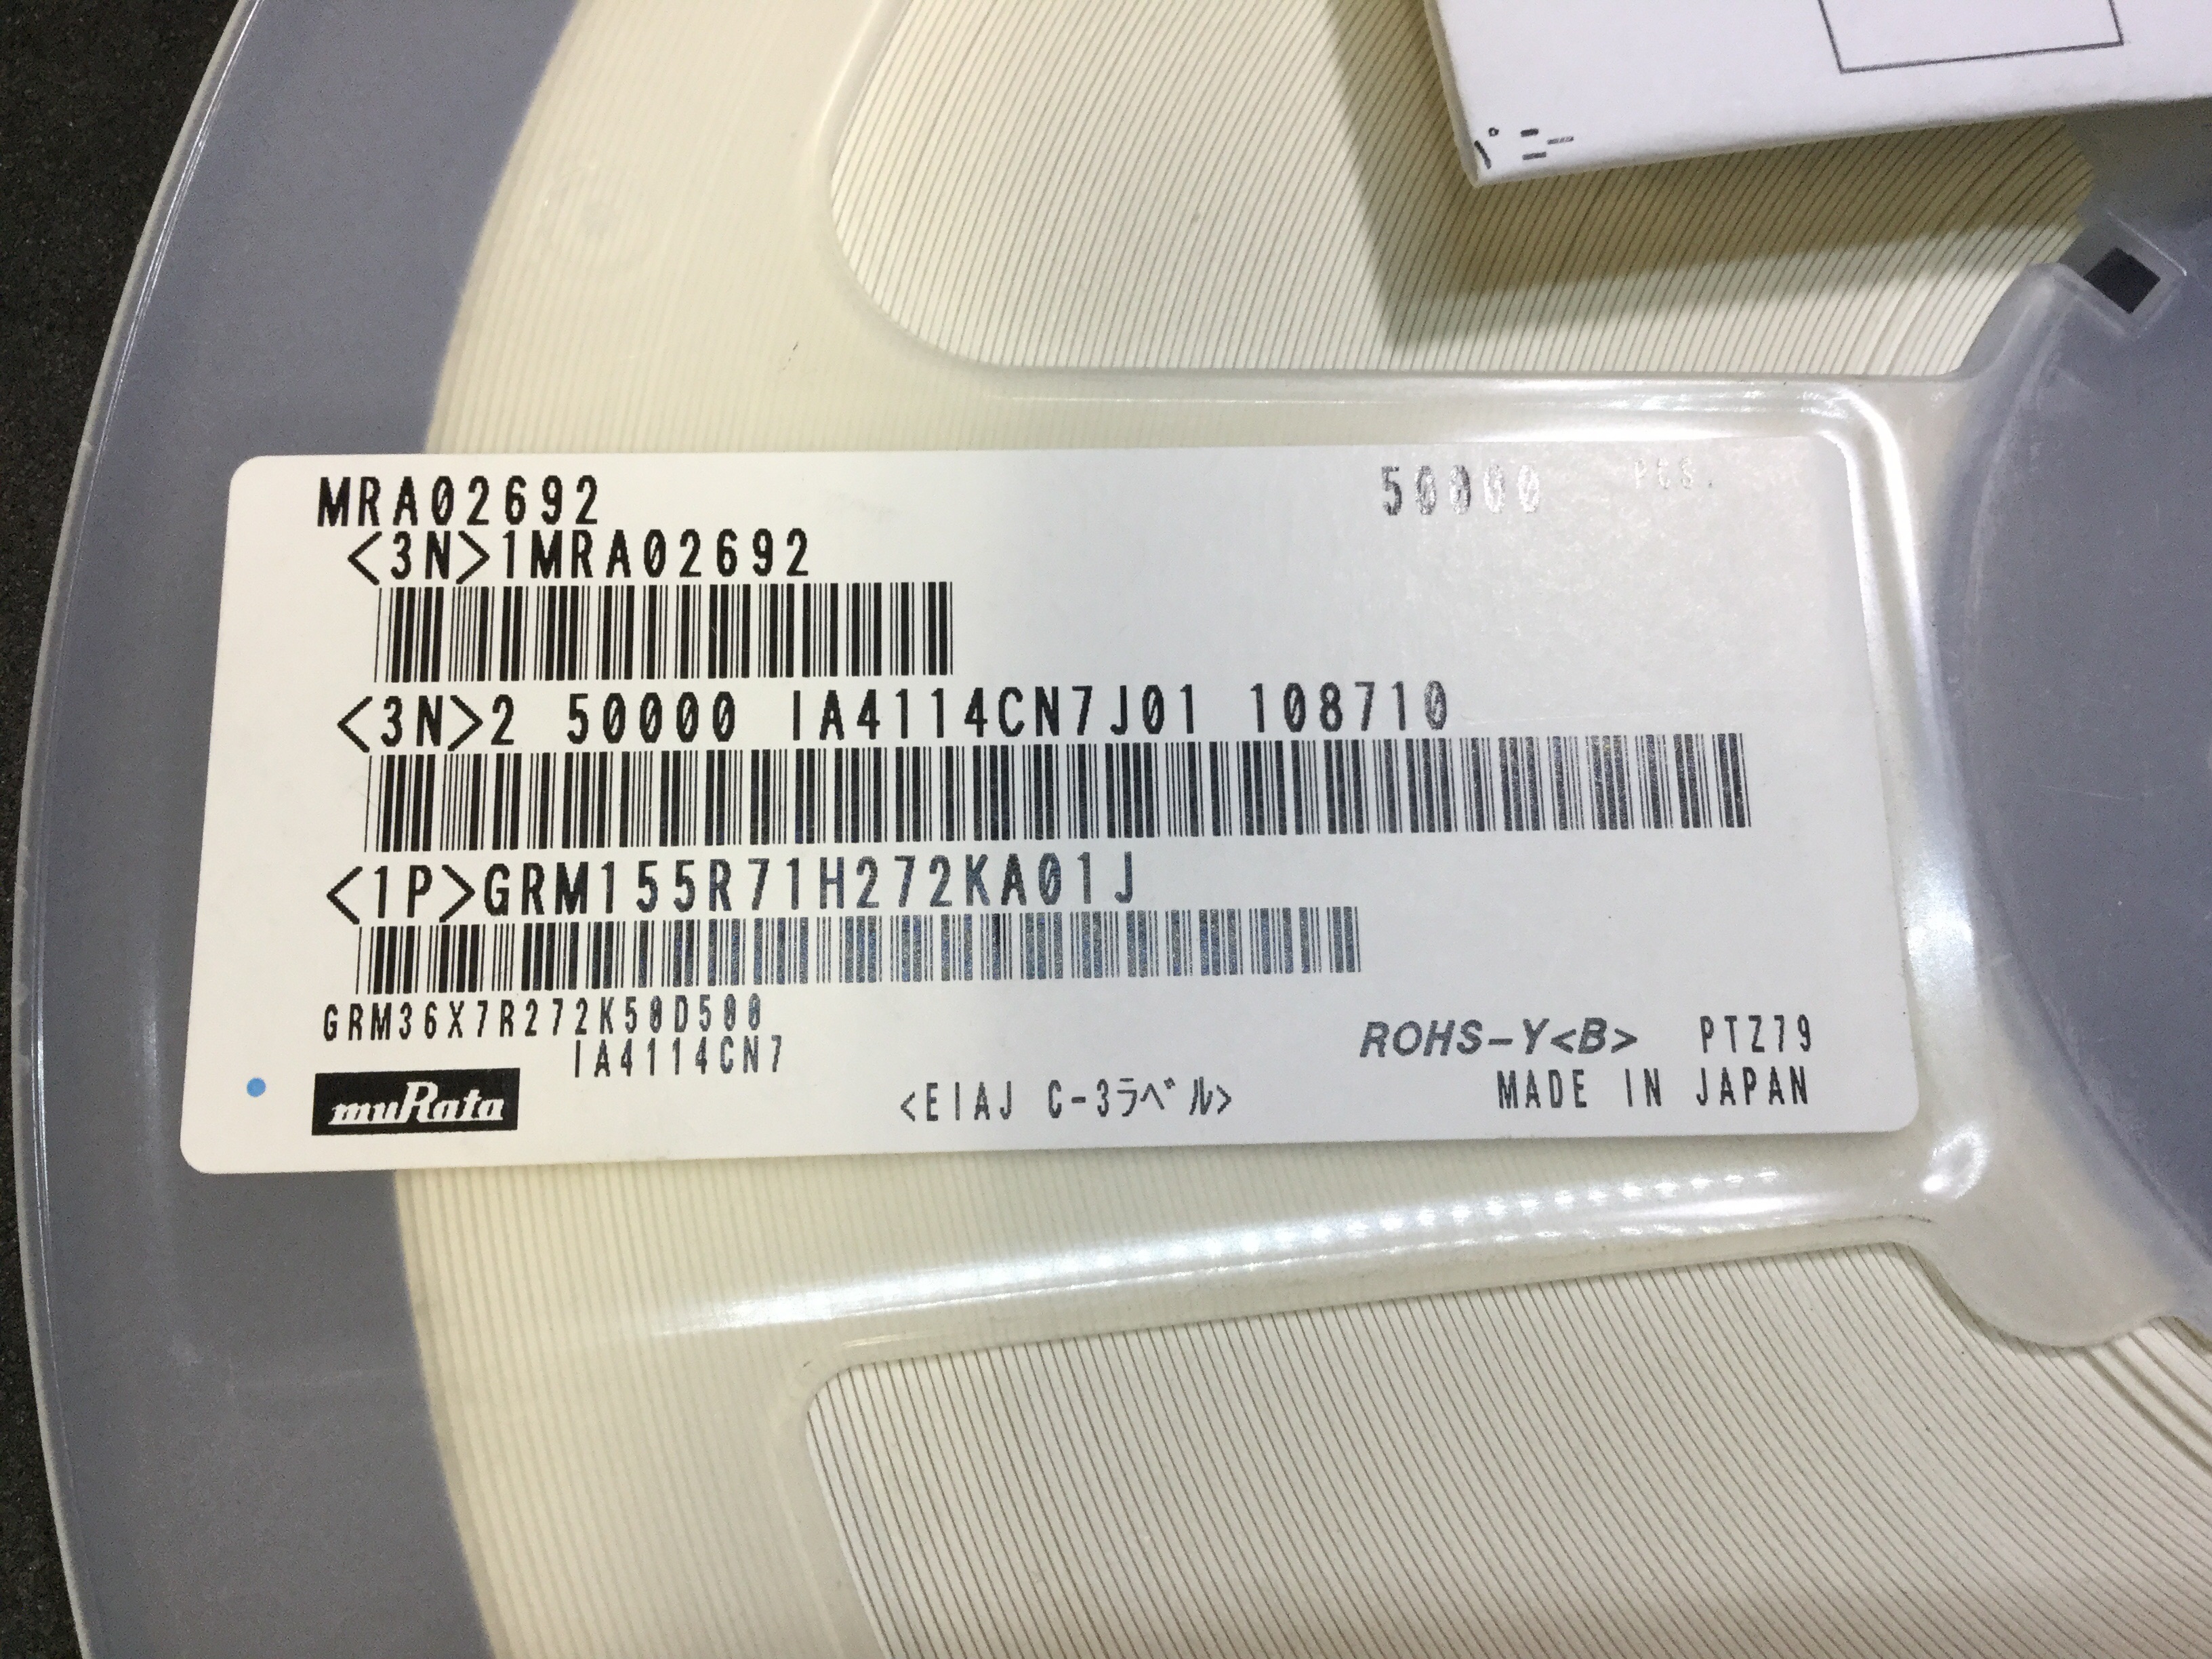 MRA02692 50000 PCS.
<3N>1MRA02692
<3N>2 50000 IA4114CN7J01 108710
<1P>GRM155R71H272KA01J
GRM36X7R272K50D500
IA4114CN7
ROHS-Y<B> PTZ79
muRata
<EIAJ C-3ラベル>
MADE IN JAPAN